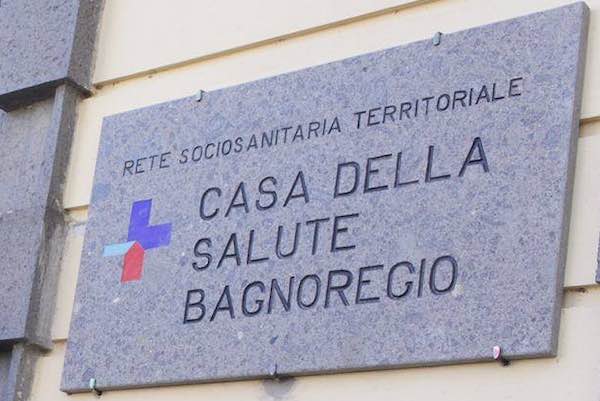 RETE SOCIOSANITARIA TERRITORIALE
CASA DELLA
SALUTE
BAGNOREGIO